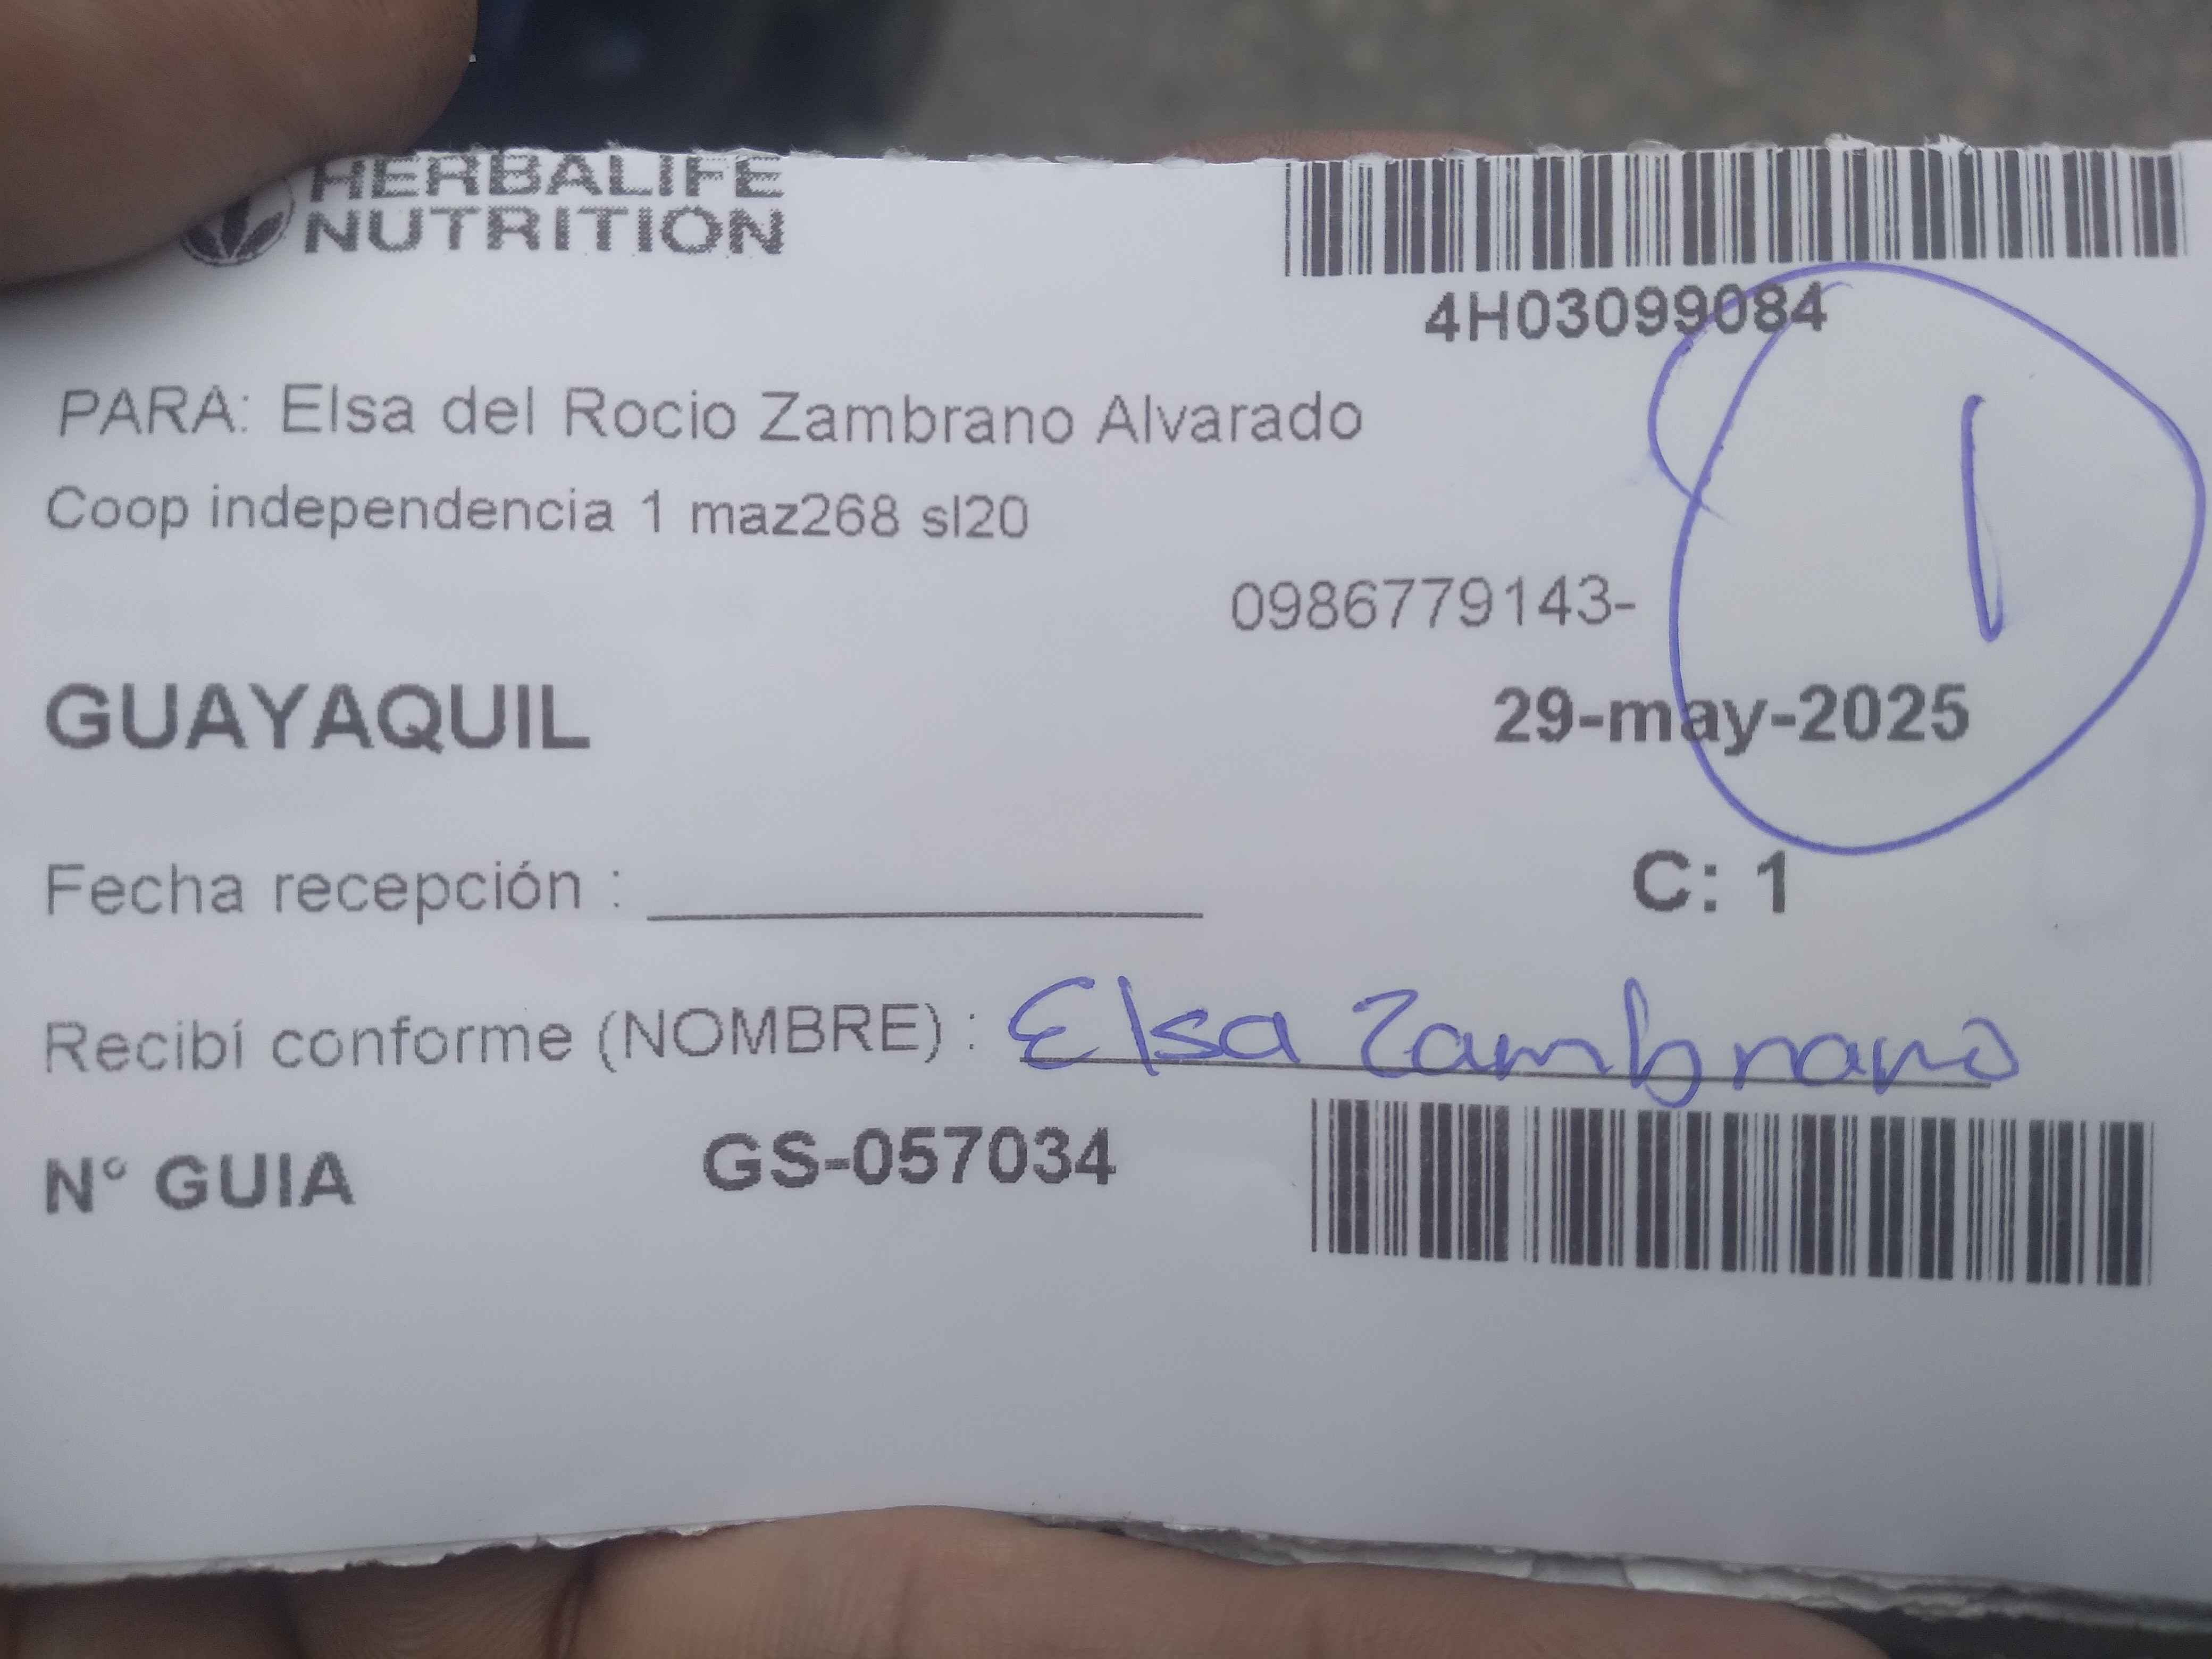 HERBALIFE
NUTRITION
4H03099084
PARA: Elsa del Rocio Zambrano Alvarado
Coop independencia 1 maz268 sl20
0986779143-
1
GUAYAQUIL
29-may-2025
Fecha recepción :
C: 1
Recibí conforme (NOMBRE) : Elsa Zambrano
N° GUIA GS-057034